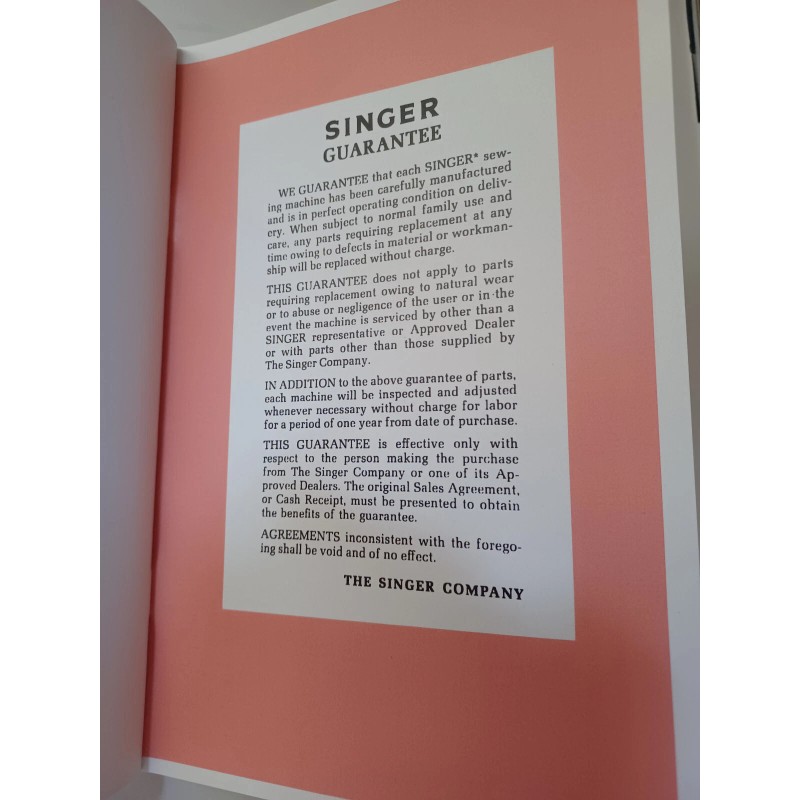 SINGER
GUARANTEE
WE GUARANTEE that each SINGER* sew-
ing machine has been carefully manufactured
and is in perfect operating condition on deliv-
ery. When subject to normal family use and
care, any parts requiring replacement at any
time owing to defects in material or workman-
ship will be replaced without charge.
THIS GUARANTEE does not apply to parts
requiring replacement owing to natural wear
or to abuse or negligence of the user or in the
event the machine is serviced by other than a
SINGER representative or Approved Dealer
or with parts other than those supplied by
The Singer Company.
IN ADDITION to the above guarantee of parts,
each machine will be inspected and adjusted
whenever necessary without charge for labor
for a period of one year from date of purchase.
THIS GUARANTEE is effective only with
respect to the person making the purchase
from The Singer Company or one of its Ap-
proved Dealers. The original Sales Agreement,
or Cash Receipt, must be presented to obtain
the benefits of the guarantee.
AGREEMENTS inconsistent with the forego-
ing shall be void and of no effect.
THE SINGER COMPANY